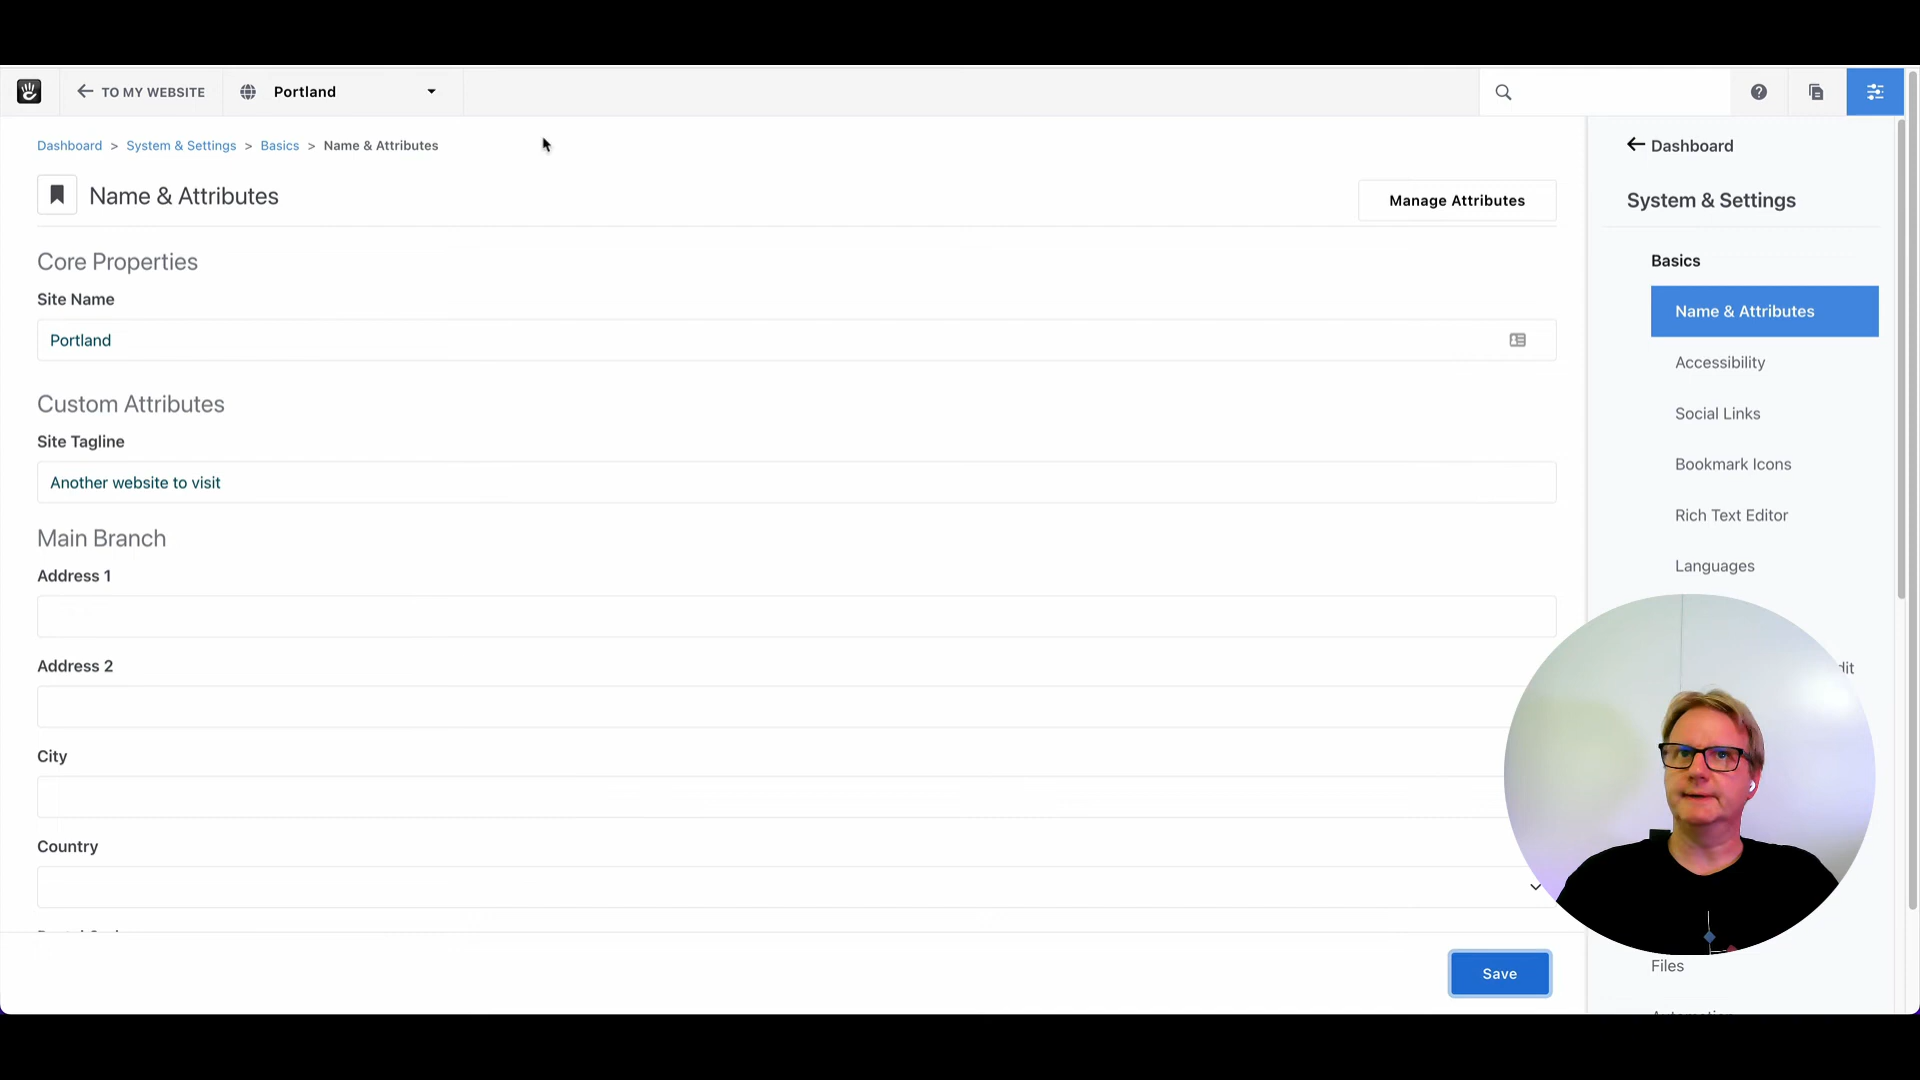 TO MY WEBSITE
Portland
Dashboard > System & Settings > Basics > Name & Attributes
Name & Attributes
Manage Attributes
Core Properties
Site Name
Portland
Custom Attributes
Site Tagline
Another website to visit
Main Branch
Address 1
Address 2
City
Country
Save
Dashboard
System & Settings
Basics
Name & Attributes
Accessibility
Social Links
Bookmark Icons
Rich Text Editor
Languages
Files